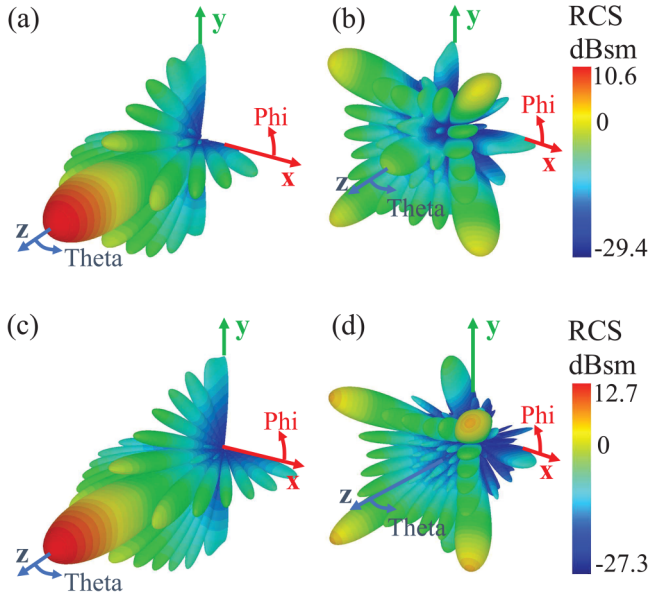 (a)
y
Phi
x
z
Theta
(b)
y
Phi
x
z
Theta
RCS
dBsm
10.6
0
-29.4
(c)
y
Phi
x
z
Theta
(d)
y
Phi
x
z
Theta
RCS
dBsm
12.7
0
-27.3